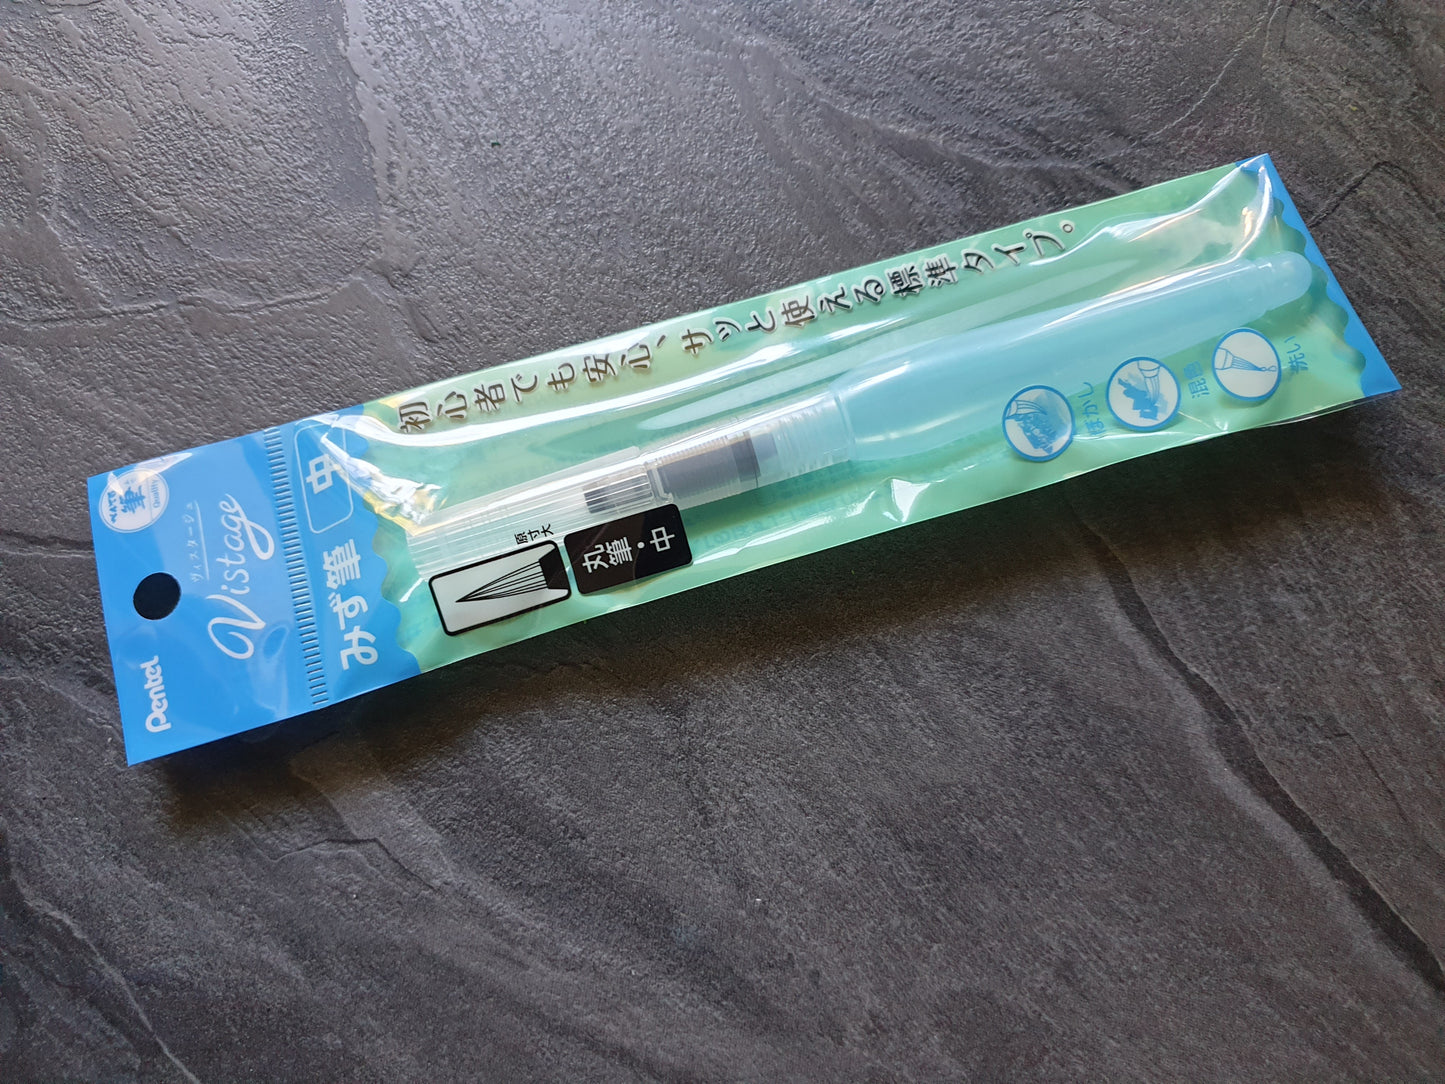 ぺんてる
筆
Quality
ヴィスタージュ
Vistage
Pentel
中
みず筆
初心者でも安心、サッと使える標準タイプ。
原寸大
丸筆・中
ぼかし
混色
洗い